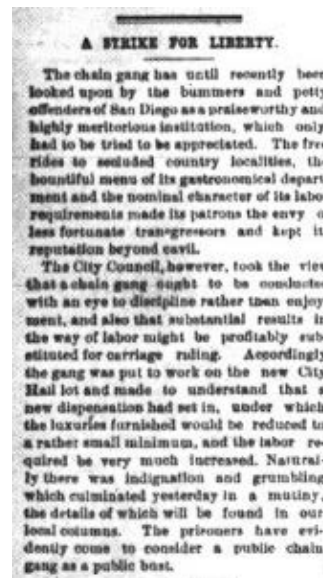 A STRIKE FOR LIBERTY.
The chain gang has until recently been
looked upon by the bummers and petty
offenders of San Diego as a praiseworthy and
highly meritorious institution, which only
had to be tried to be appreciated. The free
rides to secluded country localities, the
bountiful menu of its gastronomical depart
ment and the nominal character of its labor
requirements made its patrons the envy o
less fortunate transgressors and kept it
reputation beyond cavil.
The City Council, however, took the view
that a chain gang ought to be conducte
with an eye to discipline rather than enjoy
ment, and also that substantial results in
the way of labor might be profitably sub
stituted for carriage riding. Accordingly
the gang was put to work on the new City
Hall lot and made to understand that a
new dispensation had set in, under which
the luxuries furnished would be reduced to
a rather small minimum, and the labor re-
quired be very much increased. Natural-
ly there was indignation and grumbling
which culminated yesterday in a mutiny,
the details of which will be found in our
local columns. The prisoners have evi-
dently come to consider a public chain
gang as a public bust.